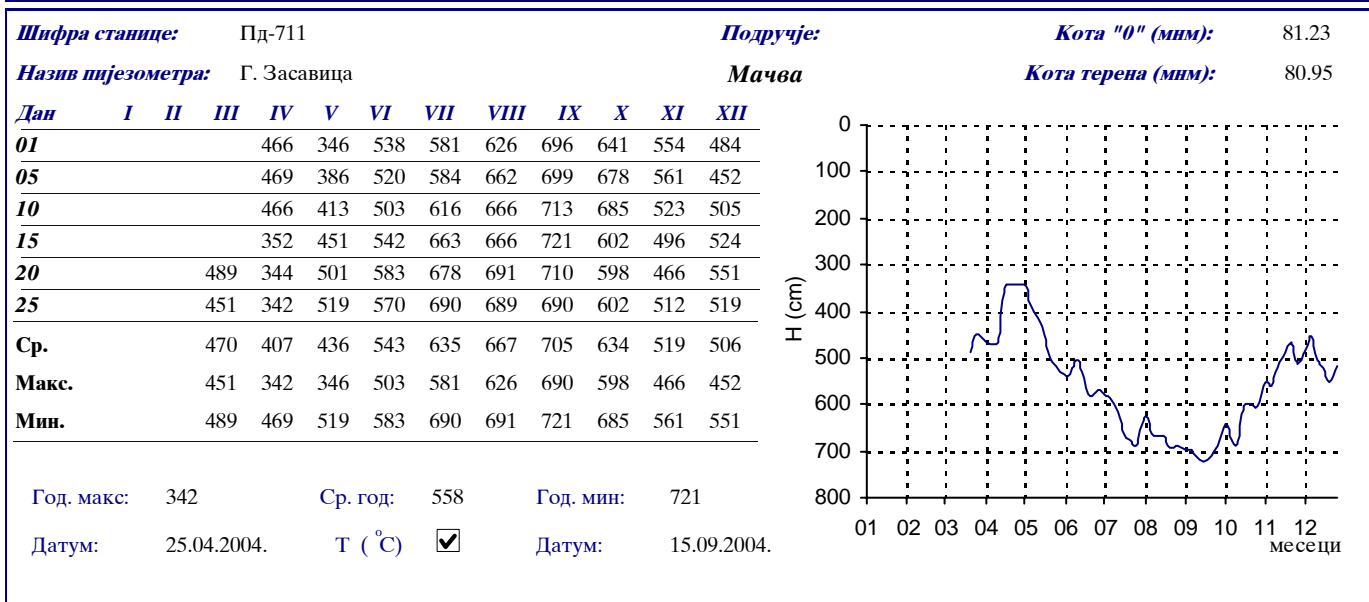 Шифра станице: Пд-711 Подручје: Кота "0" (мнм): 81.23
Назив пијезометра: Г. Засавица Мачва Кота терена (мнм): 80.95
Дан I II III IV V VI VII VIII IX X XI XII
01 466 346 538 581 626 696 641 554 484
05 469 386 520 584 662 699 678 561 452
10 466 413 503 616 666 713 685 523 505
15 352 451 542 663 666 721 602 496 524
20 489 344 501 583 678 691 710 598 466 551
25 451 342 519 570 690 689 690 602 512 519
Ср. 470 407 436 543 635 667 705 634 519 506
Макс. 451 342 346 503 581 626 690 598 466 452
Мин. 489 469 519 583 690 691 721 685 561 551
Год. макс: 342 Ср. год: 558 Год. мин: 721
Датум: 25.04.2004. Т (°C) Датум: 15.09.2004.
H (cm)
0
100
200
300
400
500
600
700
800
01 02 03 04 05 06 07 08 09 10 11 12
месеци